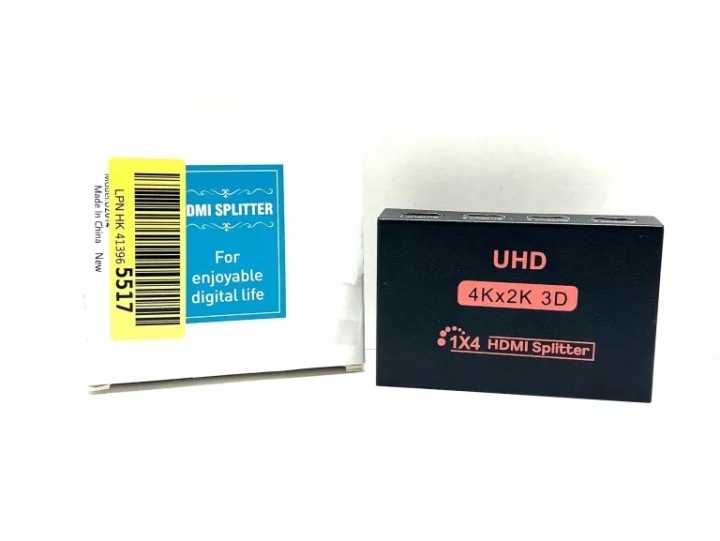 LPN HK 41396
5517
Made In China New
DMI SPLITTER
For
enjoyable
digital life
UHD
4Kx2K 3D
1X4 HDMI Splitter